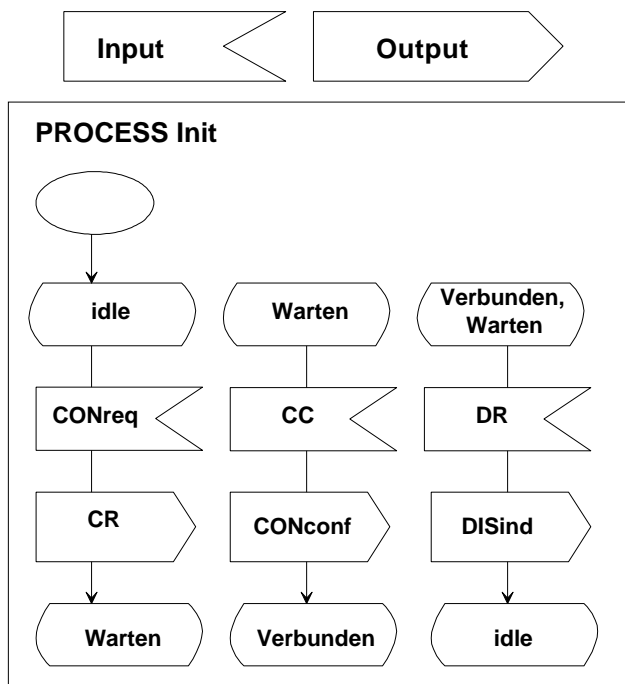 Input
Output
PROCESS Init
idle
CONreq
CR
Warten
Warten
CC
CONconf
Verbunden
Verbunden,
Warten
DR
DISind
idle